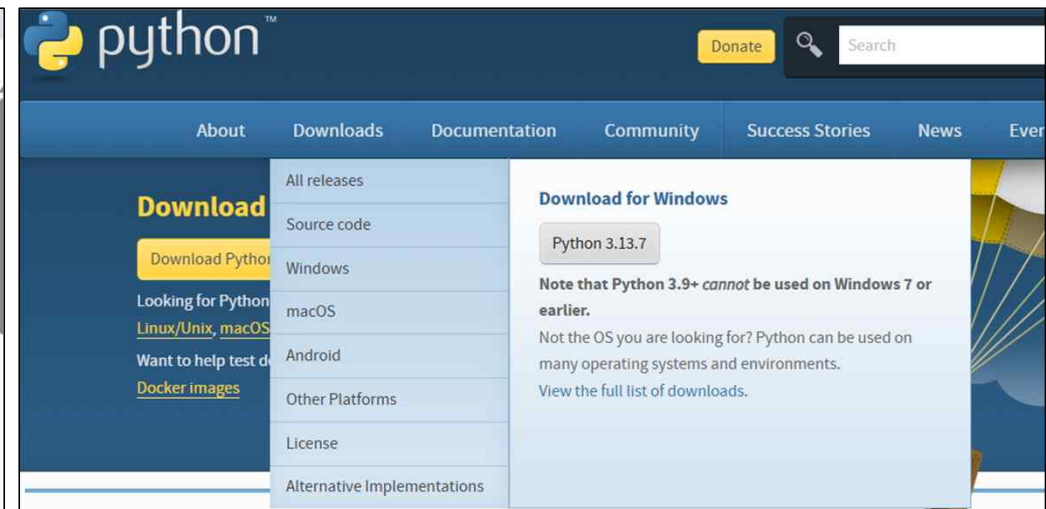 python™
Donate
Search
About Downloads Documentation Community Success Stories News
Download
Download
Looking for Python
Linux/Unix, macOS
Want to help test
Docker images
All releases
Source code
Windows
macOS
Android
Other Platforms
License
Alternative Implementations
Download for Windows
Python 3.13.7
Note that Python 3.9+ cannot be used on Windows 7 or
earlier.
Not the OS you are looking for? Python can be used on
many operating systems and environments.
View the full list of downloads.